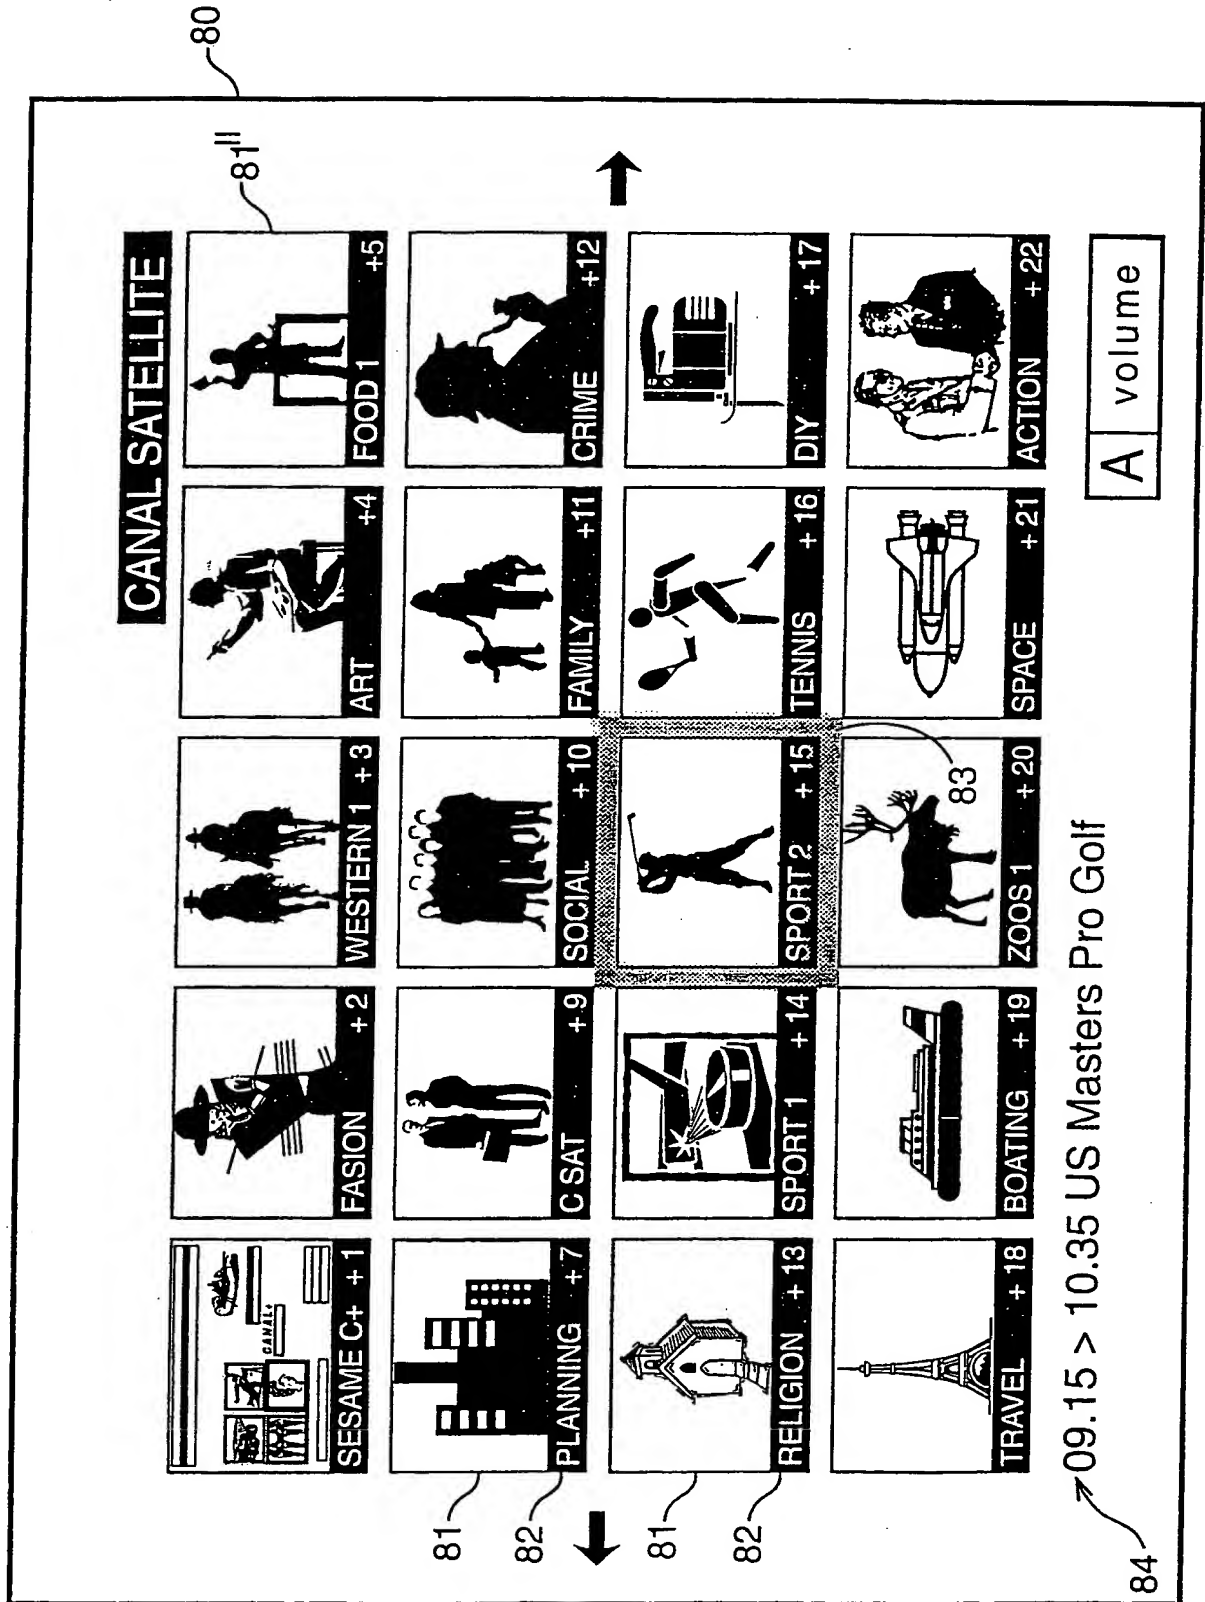 80
81'''
CANAL SATELLITE
SESAME C+ +1
FASION +2
WESTERN 1 +3
ART +4
FOOD 1 +5
CANAL+
PLANNING +7
C SAT +9
SOCIAL +10
FAMILY +11
CRIME +12
81
82
RELIGION +13
SPORT 1 +14
SPORT 2 +15
TENNIS +16
DIY +17
81
82
83
TRAVEL +18
BOATING +19
ZOOS 1 +20
SPACE +21
ACTION +22
09.15 > 10.35 US Masters Pro Golf
A volume
84